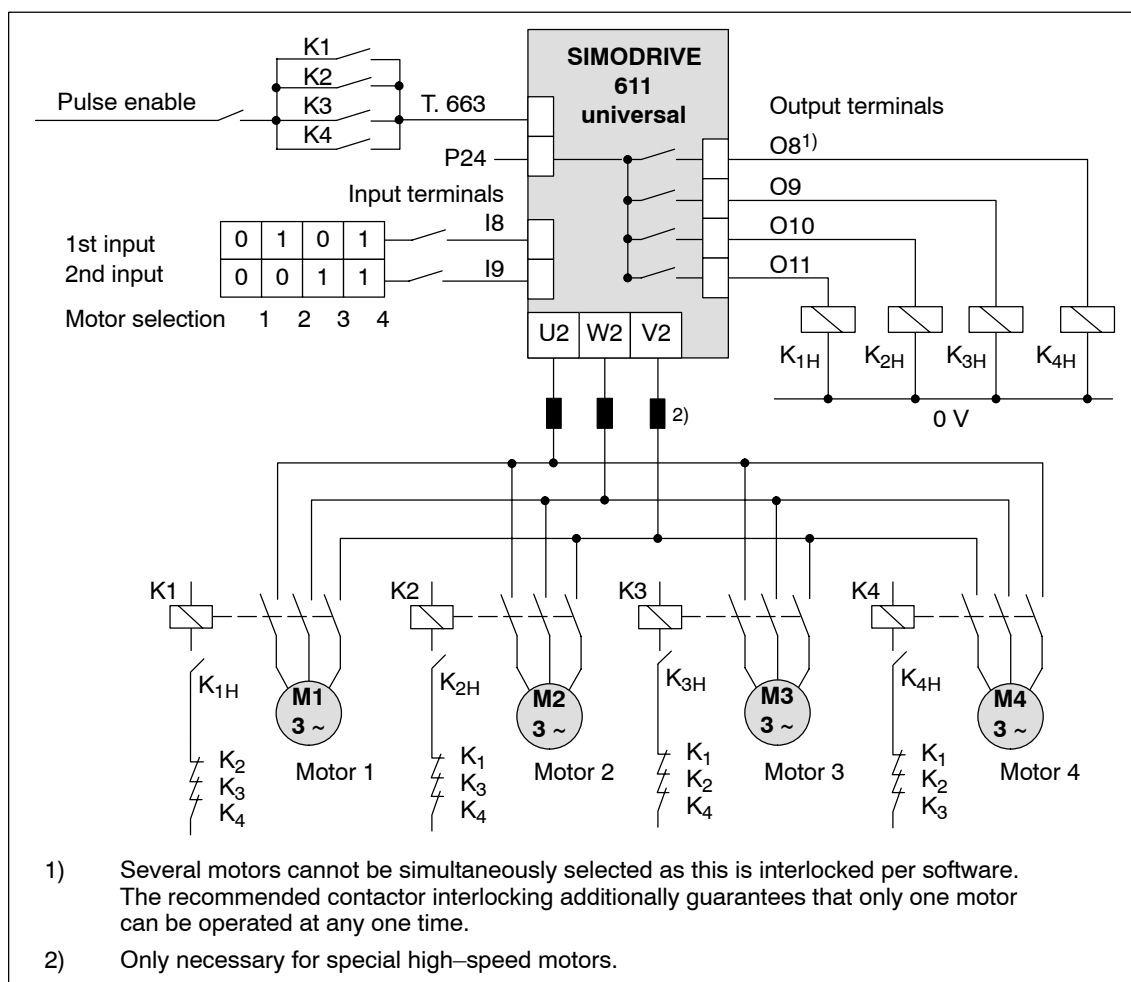 K1
K2
K3
K4
Pulse enable
T. 663
P24
SIMODRIVE
611
universal
Output terminals
O8 1)
O9
O10
O11
Input terminals
I8
I9
1st input 0 1 0 1
2nd input 0 0 1 1
Motor selection 1 2 3 4
U2 W2 V2
K1H K2H K3H K4H
0 V
2)
K1 K2 K3 K4
K1H K2H K3H K4H
M1
3 ~
M2
3 ~
M3
3 ~
M4
3 ~
K2
K3
K4
Motor 1
K1
K3
K4
Motor 2
K1
K2
K4
Motor 3
K1
K2
K3
Motor 4
1) Several motors cannot be simultaneously selected as this is interlocked per software.
The recommended contactor interlocking additionally guarantees that only one motor
can be operated at any one time.
2) Only necessary for special high–speed motors.